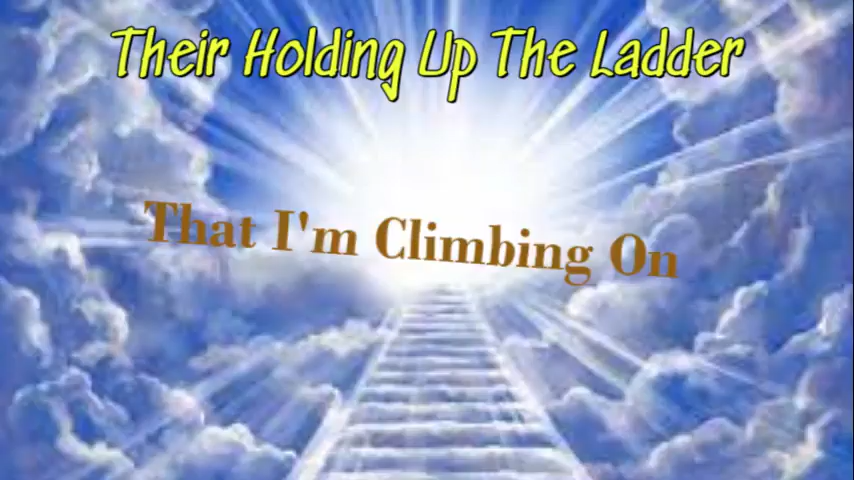 Their Holding Up The Ladder
That I'm Climbing On